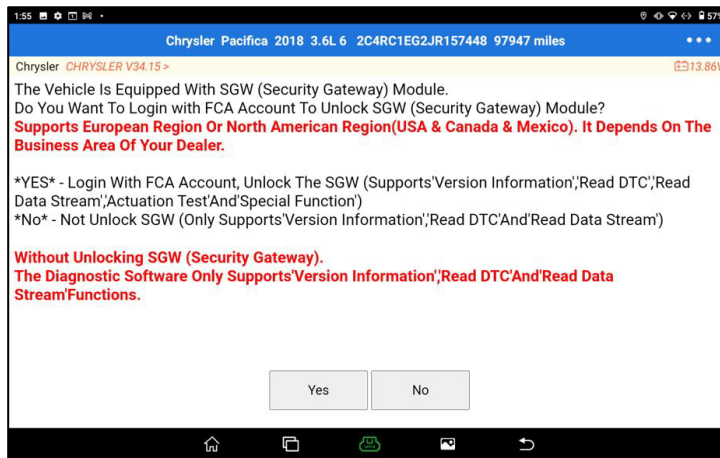 1:55
57%
Chrysler Pacifica 2018 3.6L 6 2C4RC1EG2JR157448 97947 miles
Chrysler CHRYSLER V34.15 >
13.86V
The Vehicle Is Equipped With SGW (Security Gateway) Module.
Do You Want To Login with FCA Account To Unlock SGW (Security Gateway) Module?
Supports European Region Or North American Region(USA & Canada & Mexico). It Depends On The
Business Area Of Your Dealer.
*YES* - Login With FCA Account, Unlock The SGW (Supports'Version Information','Read DTC','Read
Data Stream','Actuation Test'And'Special Function')
*No* - Not Unlock SGW (Only Supports'Version Information','Read DTC'And'Read Data Stream')
Without Unlocking SGW (Security Gateway).
The Diagnostic Software Only Supports'Version Information','Read DTC'And'Read Data
Stream'Functions.
Yes
No